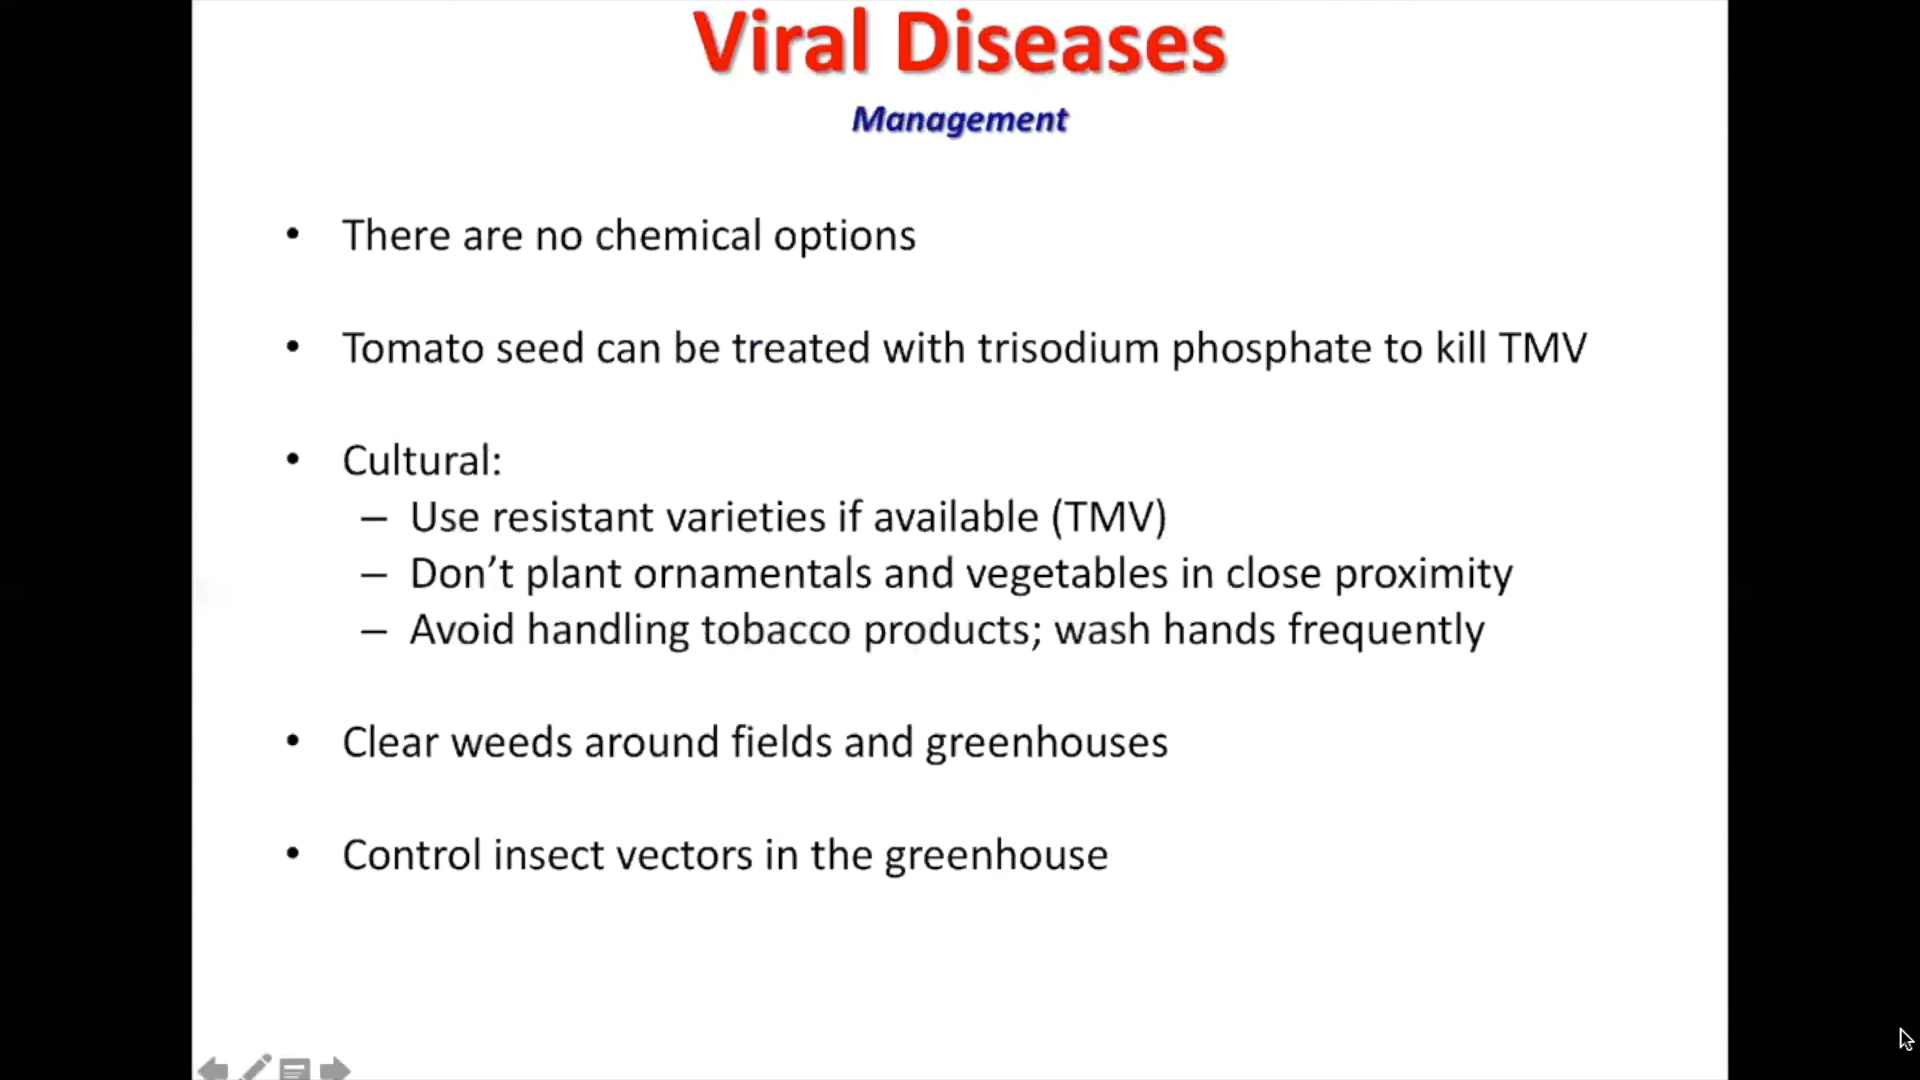 Viral Diseases
Management
• There are no chemical options
• Tomato seed can be treated with trisodium phosphate to kill TMV
• Cultural:
– Use resistant varieties if available (TMV)
– Don’t plant ornamentals and vegetables in close proximity
– Avoid handling tobacco products; wash hands frequently
• Clear weeds around fields and greenhouses
• Control insect vectors in the greenhouse